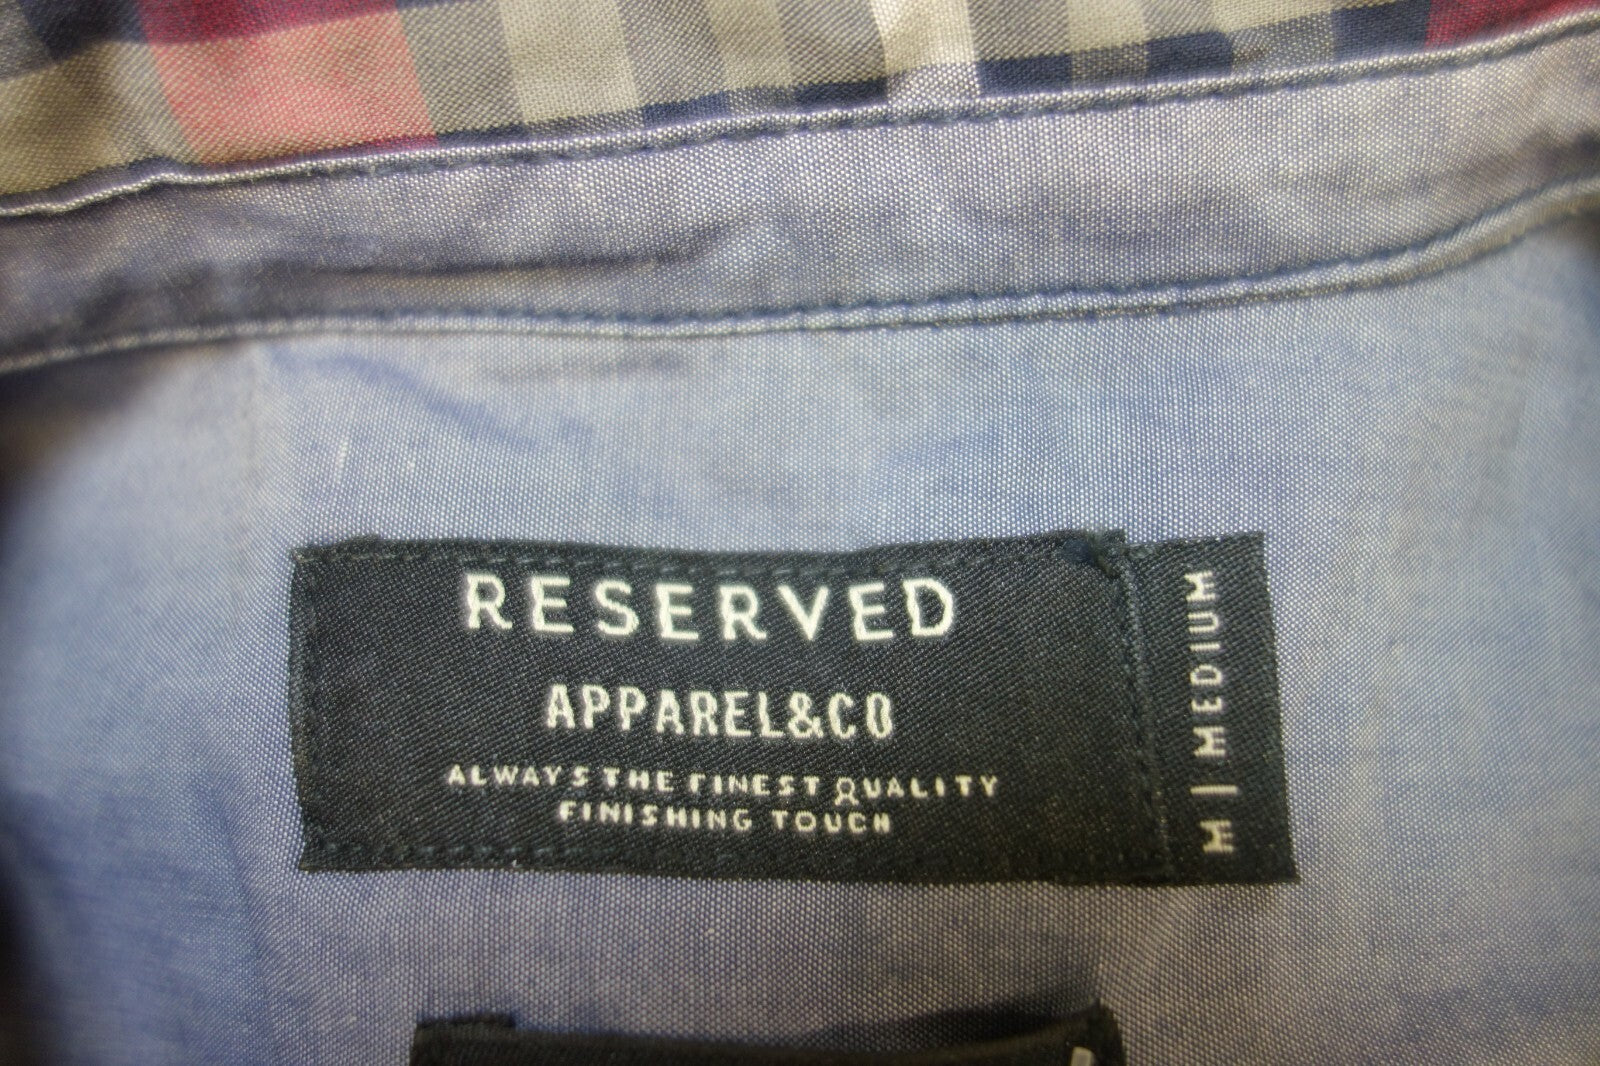 RESERVED
APPAREL&CO
ALWAYS THE FINEST QUALITY
FINISHING TOUCH
M | MEDIUM